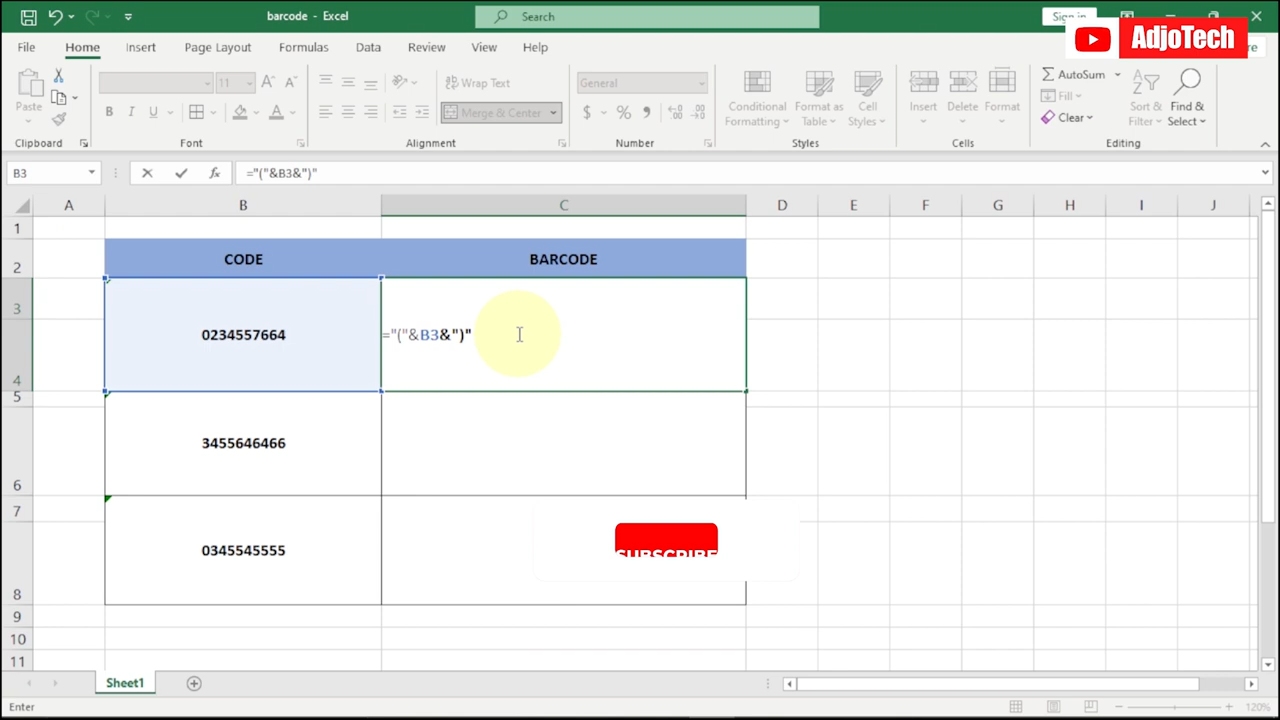 barcode - Excel
Search
Sign in
AdjoTech
File Home Insert Page Layout Formulas Data Review View Help
Paste
11
Wrap Text
General
Merge & Center
Conditional Formatting
Format as Table
Cell Styles
Insert
Delete
Format
AutoSum
Fill
Clear
Sort & Filter
Find & Select
Clipboard
Font
Alignment
Number
Styles
Cells
Editing
B3
fx
="("&B3&")"
A B C D E F G H I J
1
2 CODE BARCODE
3
0234557664 ="("&B3&")"
4
5
3455646466
6
7
0345545555
SUBSCRIBE
8
9
10
11
Sheet1
Enter
120%